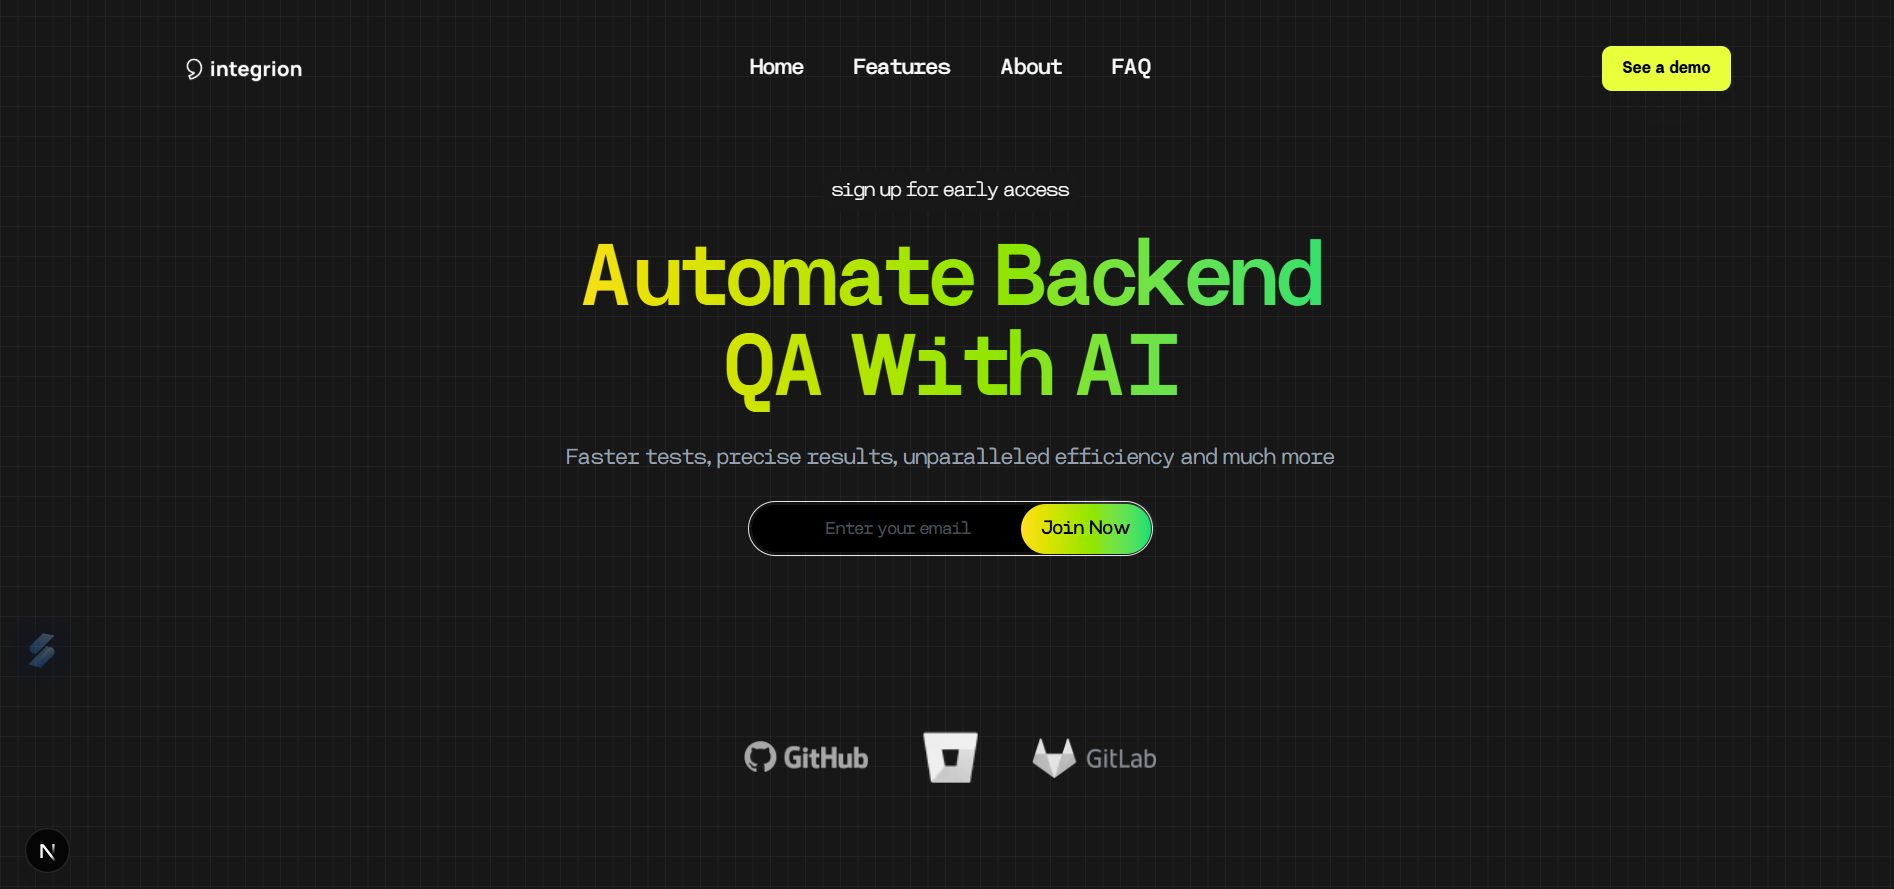 integrion
Home Features About FAQ
See a demo
sign up for early access
Automate Backend
QA With AI
Faster tests, precise results, unparalleled efficiency and much more
Enter your email
Join Now
GitHub
GitLab
N